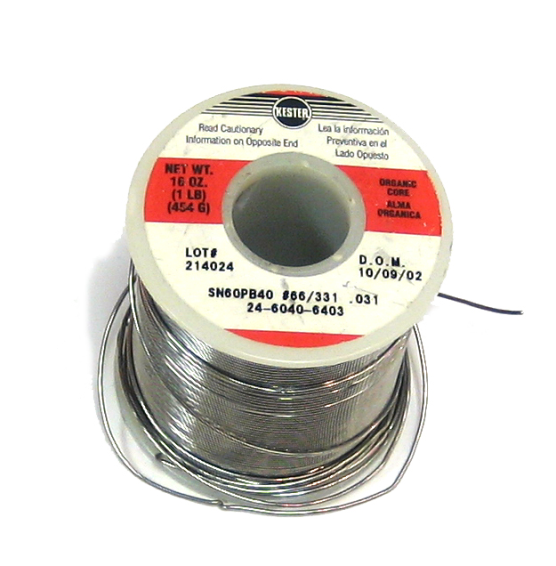 KESTER
Read Cautionary
Information on Opposite End
Lea la información
Preventiva en el
Lado Opuesto
NET WT.
16 OZ.
(1 LB)
(454 G)
ORGANIC
CORE
ALMA
ORGANICA
LOT#
214024
D.O.M.
10/09/02
SN60PB40 #66/331 .031
24-6040-6403